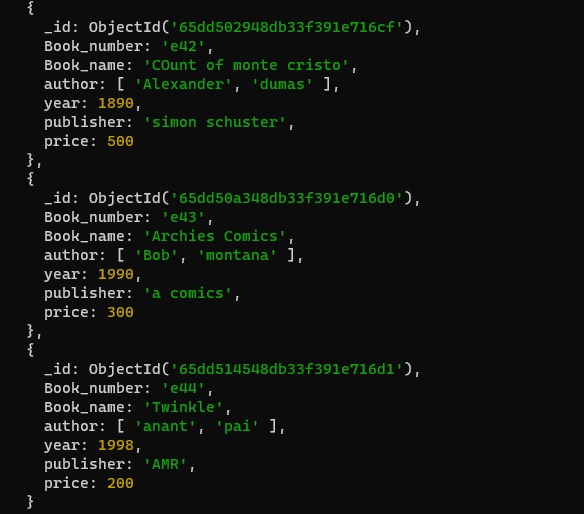 {
_id: ObjectId('65dd502948db33f391e716cf'),
Book_number: 'e42',
Book_name: 'COunt of monte cristo',
author: [ 'Alexander', 'dumas' ],
year: 1890,
publisher: 'simon schuster',
price: 500
},
{
_id: ObjectId('65dd50a348db33f391e716d0'),
Book_number: 'e43',
Book_name: 'Archies Comics',
author: [ 'Bob', 'montana' ],
year: 1990,
publisher: 'a comics',
price: 300
},
{
_id: ObjectId('65dd514548db33f391e716d1'),
Book_number: 'e44',
Book_name: 'Twinkle',
author: [ 'anant', 'pai' ],
year: 1998,
publisher: 'AMR',
price: 200
}